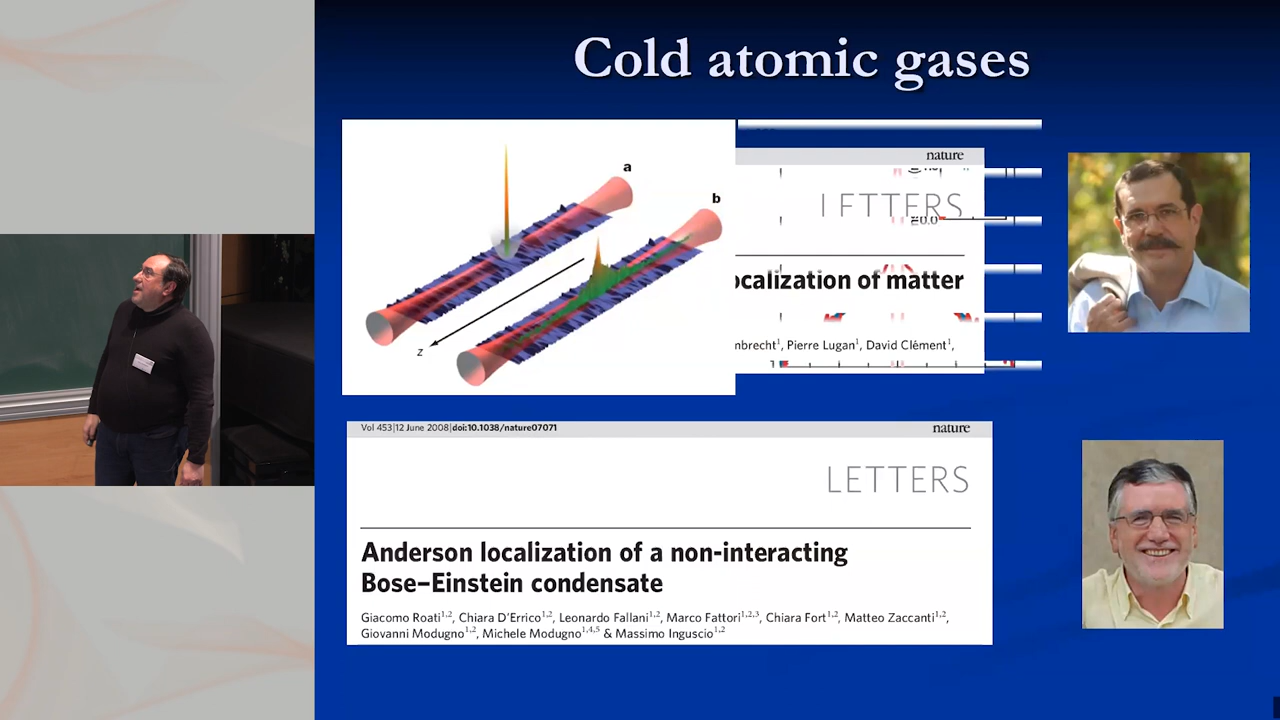 Cold atomic gases
a
b
z
nature
LETTERS
of matter
Pierre Lugan¹, David Clément¹,
Vol 453|12 June 2008|doi:10.1038/nature07071
nature
LETTERS
Anderson localization of a non-interacting
Bose–Einstein condensate
Giacomo Roati¹,², Chiara D’Errico¹,², Leonardo Fallani¹,², Marco Fattori¹,²,³, Chiara Fort¹,², Matteo Zaccanti¹,²,
Giovanni Modugno¹,², Michele Modugno¹,⁴,⁵ & Massimo Inguscio¹,²